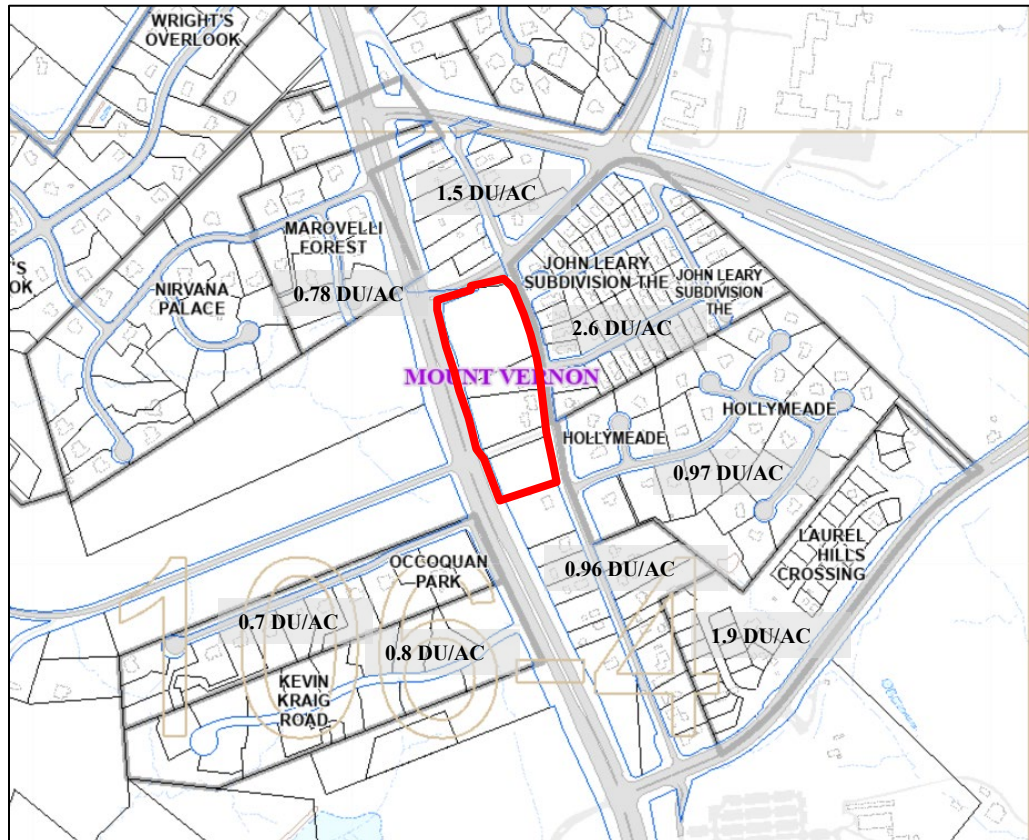 WRIGHT'S
OVERLOOK
1.5 DU/AC
MAROVELLI
FOREST
'S
OK
NIRVANA
PALACE
0.78 DU/AC
JOHN LEARY
SUBDIVISION THE
JOHN LEARY
SUBDIVISION
THE
2.6 DU/AC
MOUNT VERNON
HOLLYMEADE
HOLLYMEADE
0.97 DU/AC
LAUREL
HILLS
CROSSING
OCCOQUAN
PARK
0.96 DU/AC
106-4
0.7 DU/AC
0.8 DU/AC
1.9 DU/AC
KEVIN
KRAIG
ROAD